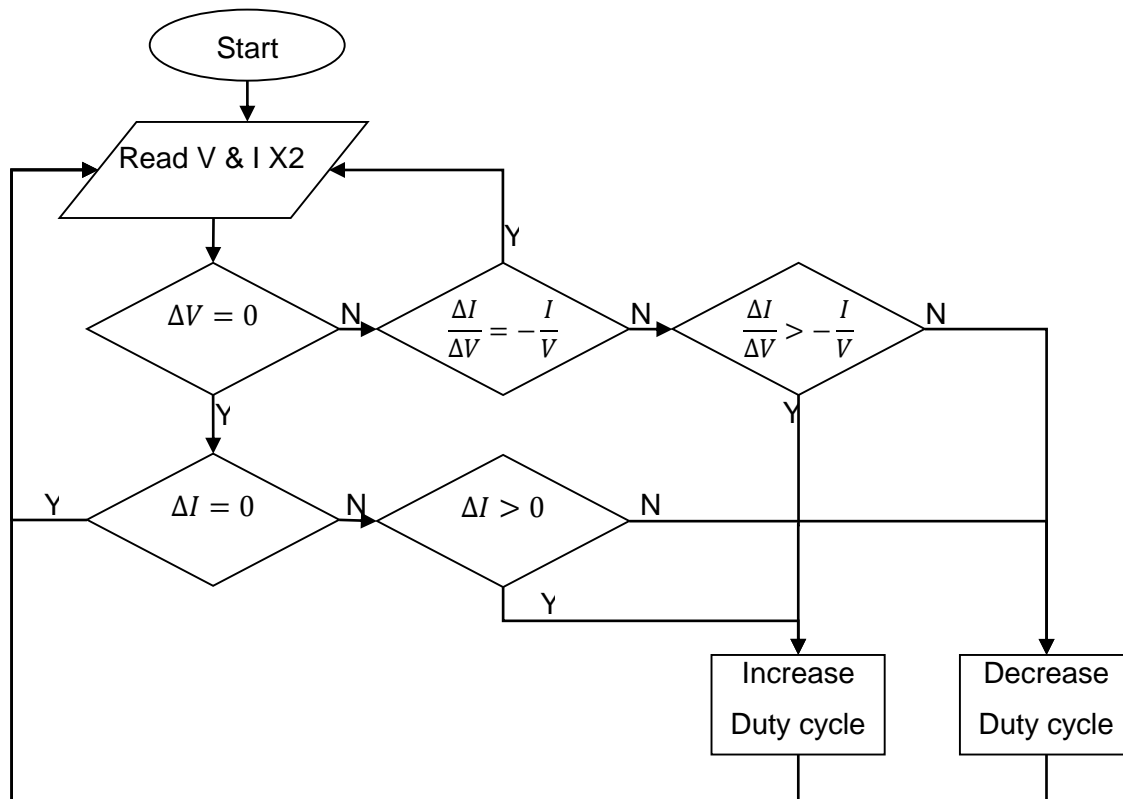 Start
Read V & I X2
Y
ΔV = 0
N
ΔI/ΔV = −I/V
N
ΔI/ΔV > −I/V
N
Y
Y
Y
ΔI = 0
N
ΔI > 0
N
Y
Increase
Duty cycle
Decrease
Duty cycle